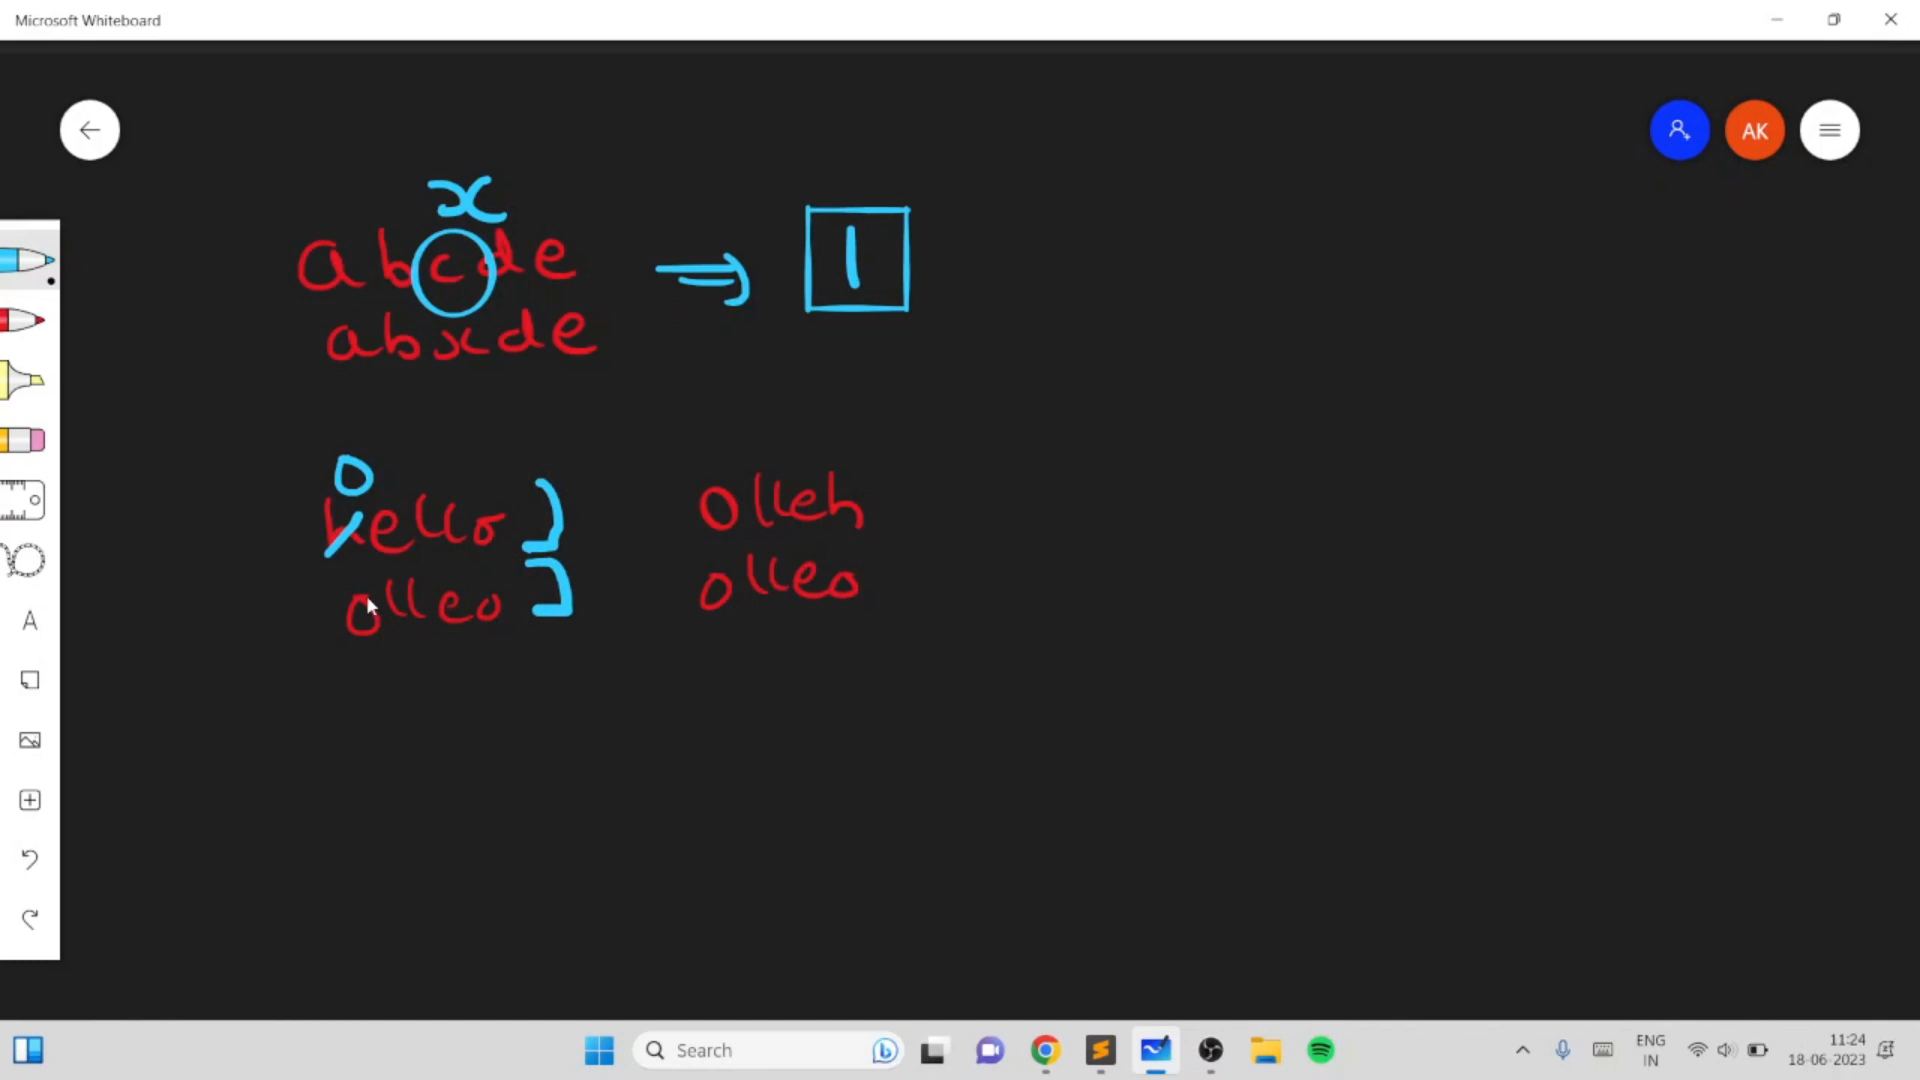 Microsoft Whiteboard
AK
x
abcde ⇒ 1
abxde
o
hello
olleo
olleh
olleo
A
Search
ENG
IN
11:24
18-06-2023